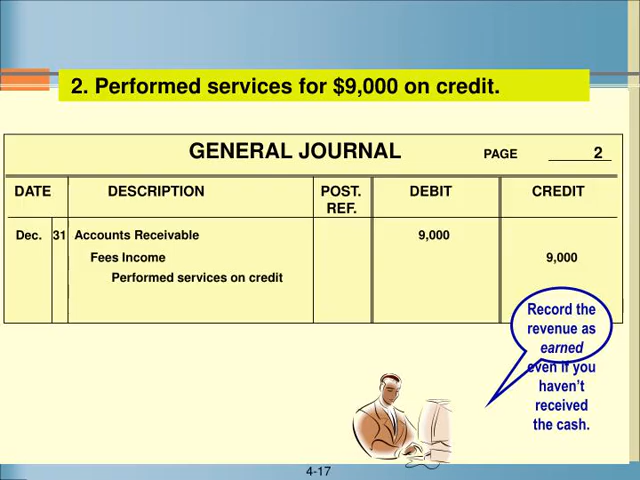 2. Performed services for $9,000 on credit.
GENERAL JOURNAL PAGE 2
DATE DESCRIPTION POST. REF. DEBIT CREDIT
Dec. 31 Accounts Receivable 9,000
Fees Income 9,000
Performed services on credit
Record the
revenue as
earned
even if you
haven't
received
the cash.
4-17